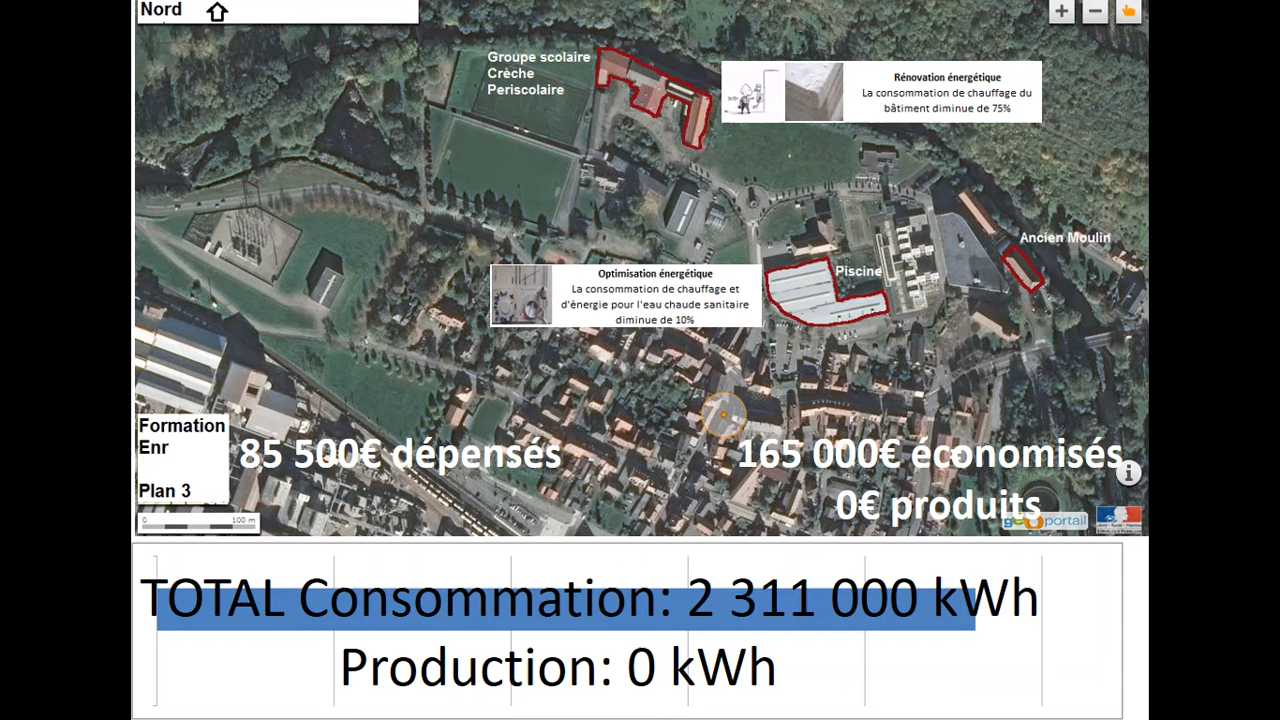 Nord
Groupe scolaire
Crèche
Periscolaire
Rénovation énergétique
La consommation de chauffage du
bâtiment diminue de 75%
Ancien Moulin
Piscine
Optimisation énergétique
La consommation de chauffage et
d'énergie pour l'eau chaude sanitaire
diminue de 10%
Formation
Enr
Plan 3
85 500€ dépensés
165 000€ économisés
0€ produits
0 100 m
geoportail
TOTAL Consommation: 2 311 000 kWh
Production: 0 kWh